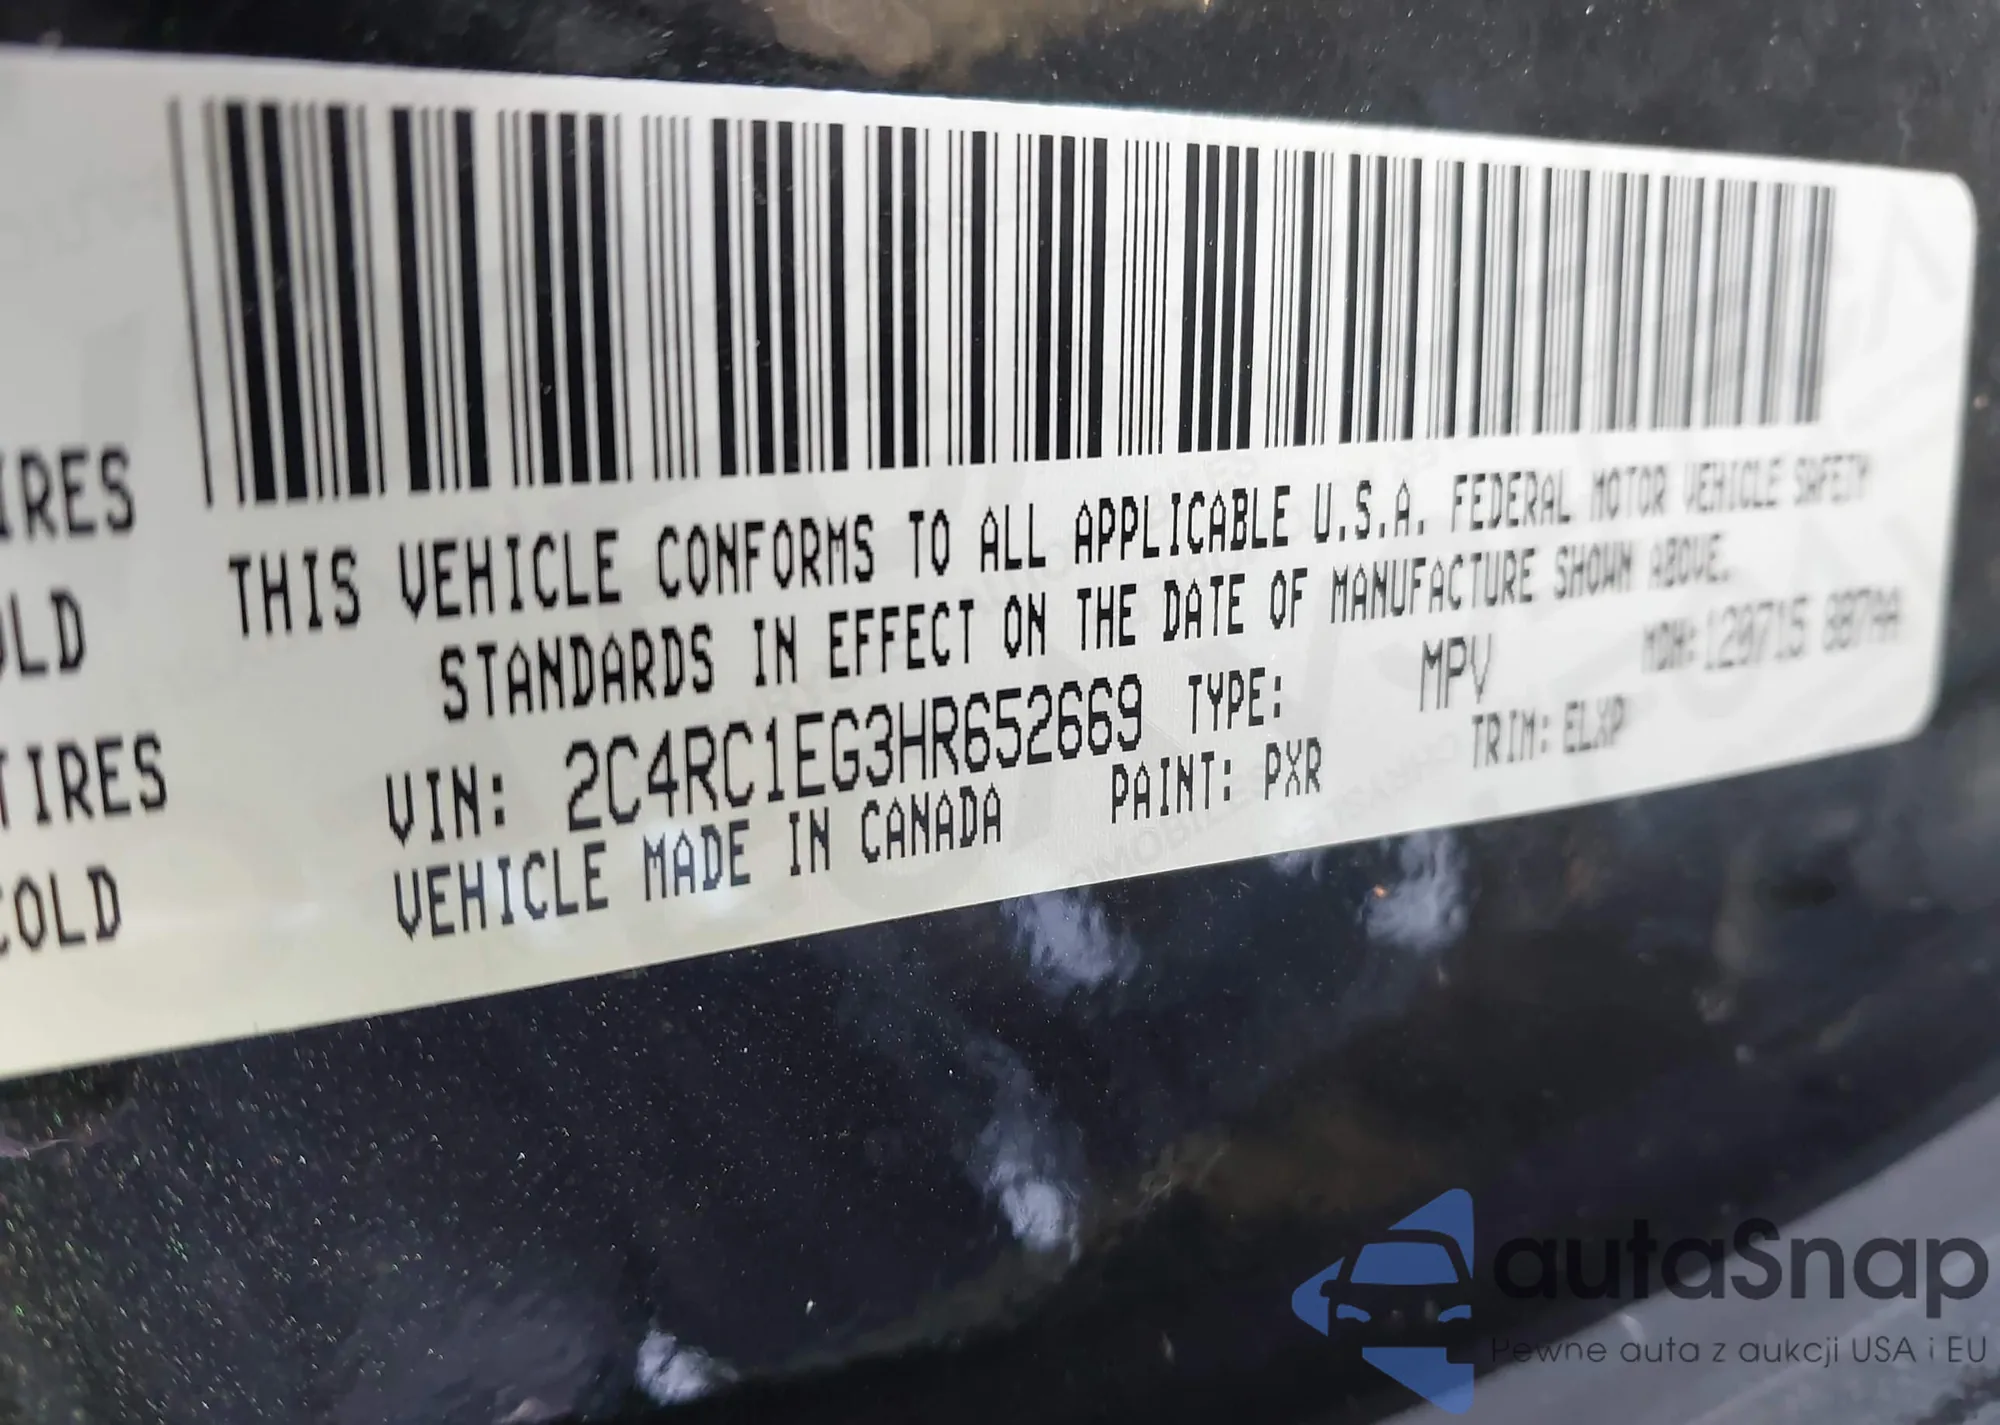 IRES
OLD
TIRES
COLD
THIS VEHICLE CONFORMS TO ALL APPLICABLE U.S.A. FEDERAL MOTOR VEHICLE SAFETY
STANDARDS IN EFFECT ON THE DATE OF MANUFACTURE SHOWN ABOVE.
VIN: 2C4RC1EG3HR652669 TYPE: MPV MDH:120715
VEHICLE MADE IN CANADA PAINT: PXR TRIM: ELXP
autaSnap
Pewne auta z aukcji USA i EU